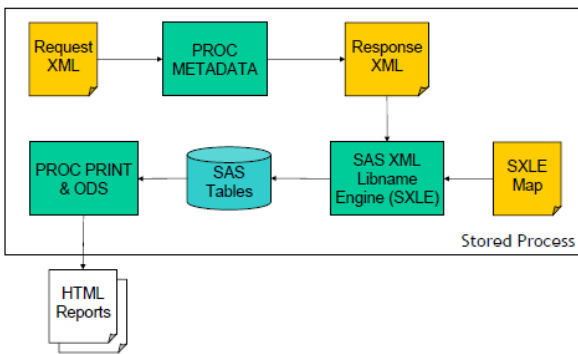 Request
XML
PROC
METADATA
Response
XML
PROC PRINT
& ODS
SAS
Tables
SAS XML
Libname
Engine (SXLE)
SXLE
Map
Stored Process
HTML
Reports